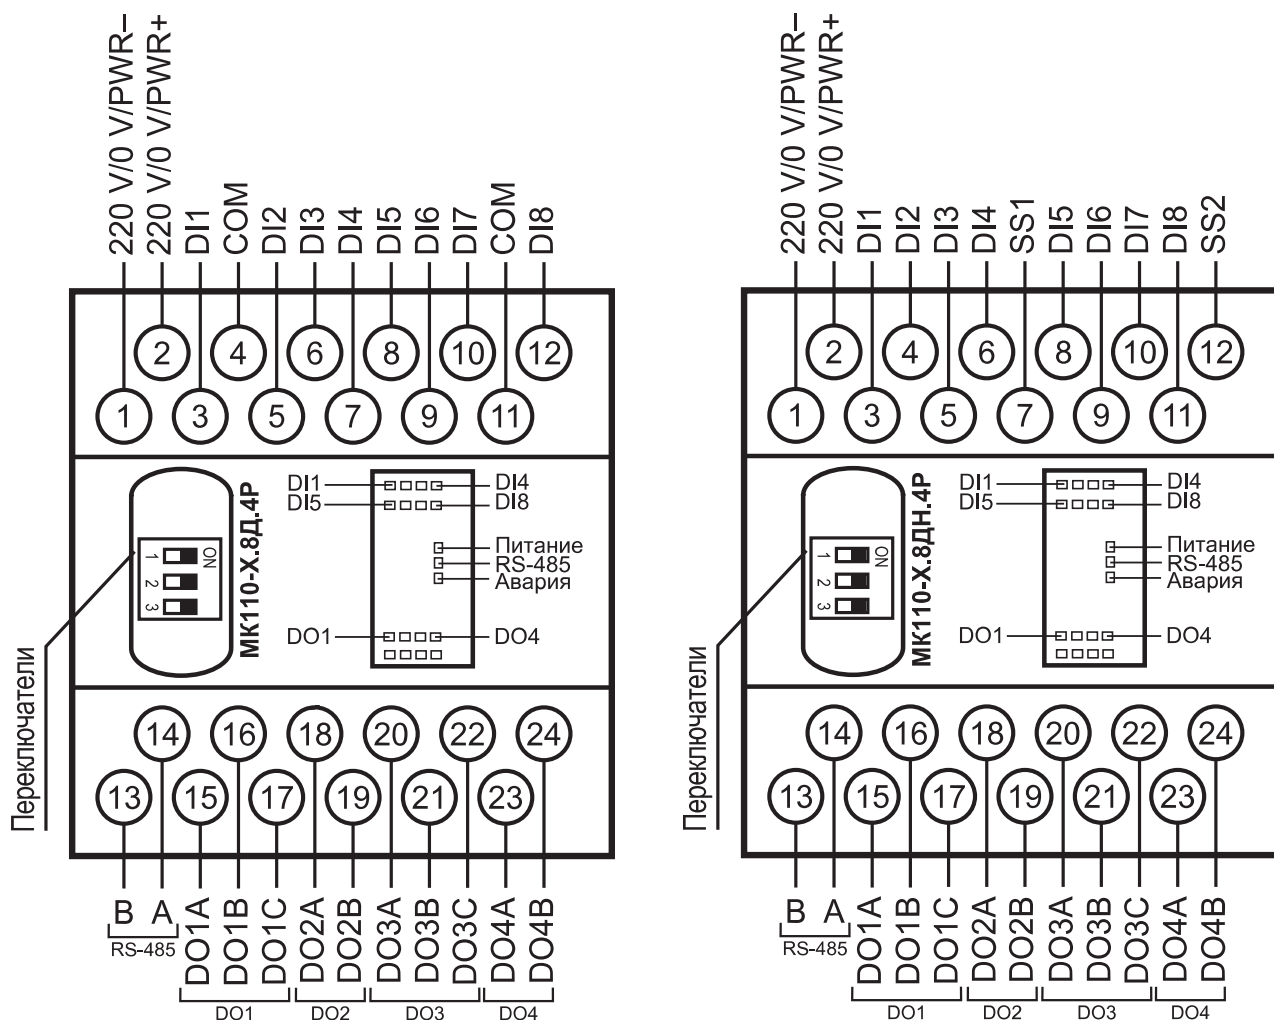 220 V/0 V/PWR–
220 V/0 V/PWR+
DI1
COM
DI2
DI3
DI4
DI5
DI6
DI7
COM
DI8
2
4
6
8
10
12
1
3
5
7
9
11
Переключатели
1
2
3
ON
МК110-Х.8Д.4Р
DI1
DI4
DI5
DI8
Питание
RS-485
Авария
DO1
DO4
14
16
18
20
22
24
13
15
17
19
21
23
B
A
RS-485
DO1A
DO1B
DO1C
DO2A
DO2B
DO3A
DO3B
DO3C
DO4A
DO4B
DO1
DO2
DO3
DO4
220 V/0 V/PWR–
220 V/0 V/PWR+
DI1
DI2
DI3
DI4
SS1
DI5
DI6
DI7
DI8
SS2
2
4
6
8
10
12
1
3
5
7
9
11
Переключатели
1
2
3
ON
МК110-Х.8ДН.4Р
DI1
DI4
DI5
DI8
Питание
RS-485
Авария
DO1
DO4
14
16
18
20
22
24
13
15
17
19
21
23
B
A
RS-485
DO1A
DO1B
DO1C
DO2A
DO2B
DO3A
DO3B
DO3C
DO4A
DO4B
DO1
DO2
DO3
DO4